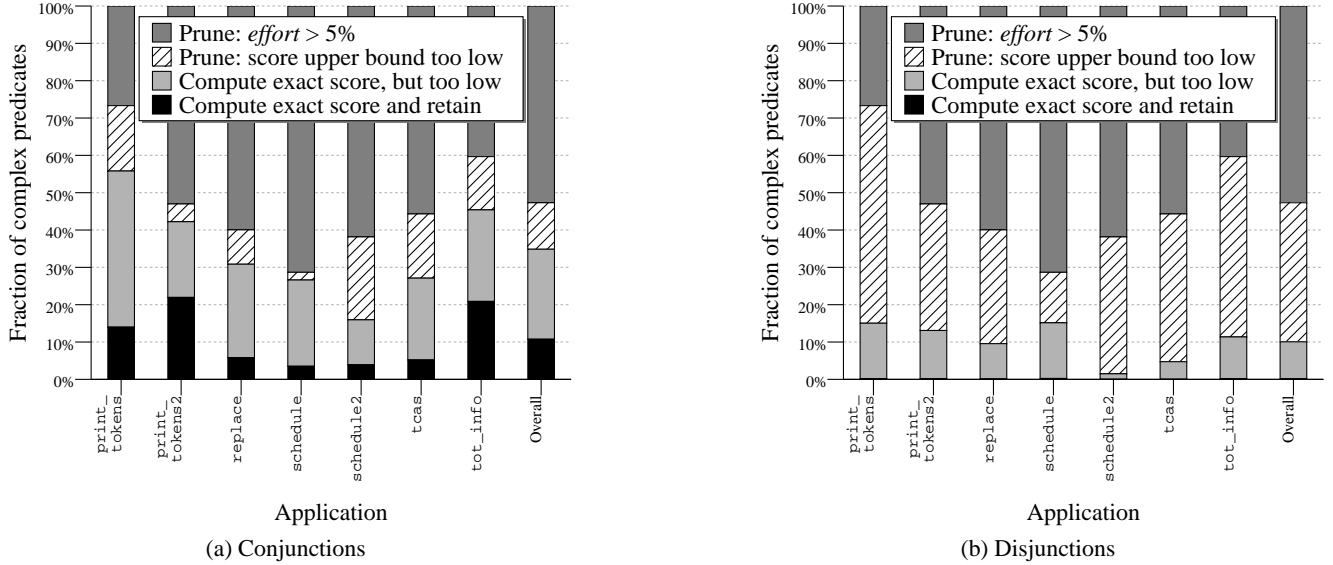 100%
90%
80%
70%
60%
50%
40%
30%
20%
10%
0%
Fraction of complex predicates
Prune: effort > 5%
Prune: score upper bound too low
Compute exact score, but too low
Compute exact score and retain
print_
tokens
print_
tokens2
replace
schedule
schedule2
tcas
tot_info
Overall
Application
(a) Conjunctions
100%
90%
80%
70%
60%
50%
40%
30%
20%
10%
0%
Fraction of complex predicates
Prune: effort > 5%
Prune: score upper bound too low
Compute exact score, but too low
Compute exact score and retain
print_
tokens
print_
tokens2
replace
schedule
schedule2
tcas
tot_info
Overall
Application
(b) Disjunctions